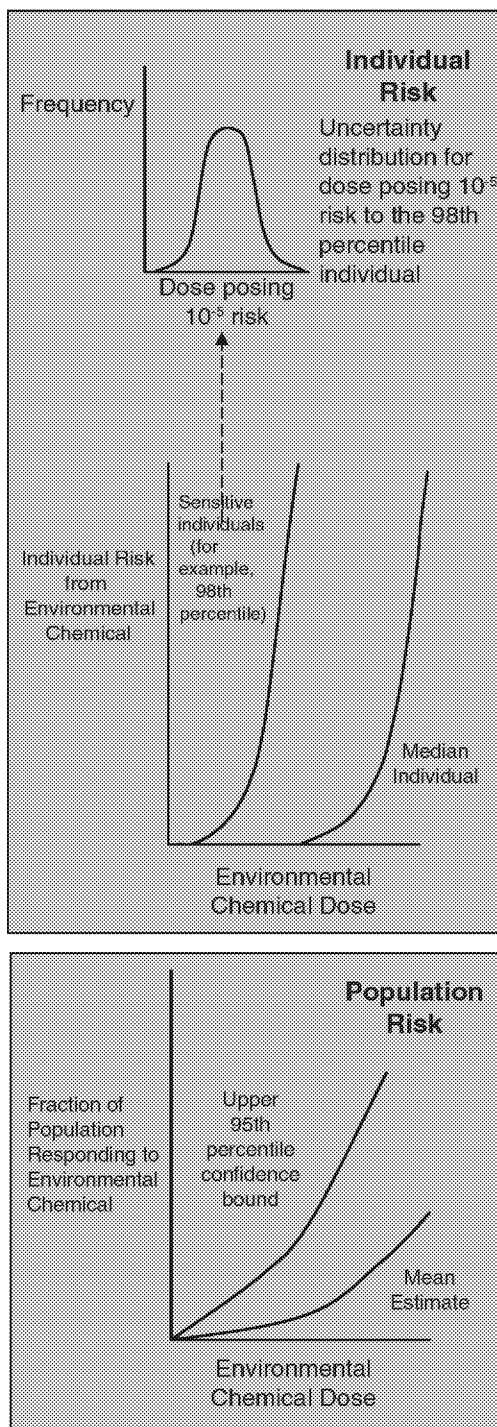 Individual
Risk
Frequency
Uncertainty
distribution for
dose posing 10⁻⁵
risk to the 98th
percentile
individual
Dose posing
10⁻⁵ risk
Sensitive
individuals
(for
example,
98th
percentile)
Individual Risk
from
Environmental
Chemical
Median
Individual
Environmental
Chemical Dose
Population
Risk
Fraction of
Population
Responding to
Environmental
Chemical
Upper
95th
percentile
confidence
bound
Mean
Estimate
Environmental
Chemical Dose